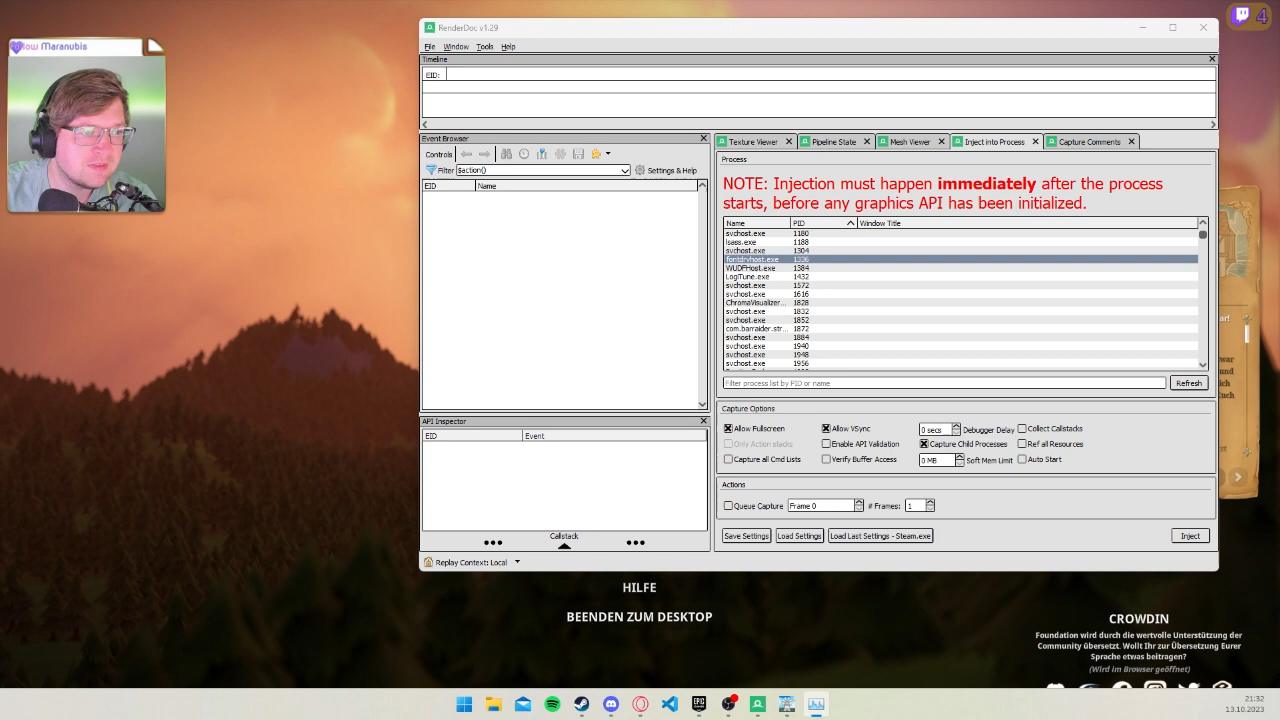 Maranubis
4
RenderDoc v1.29
File Window Tools Help
Timeline
EID:
Event Browser
Controls
Filter $action() Settings & Help
EID Name
API Inspector
EID Event
Callstack
Replay Context: Local
Texture Viewer Pipeline State Mesh Viewer Inject into Process Capture Comments
Process
NOTE: Injection must happen immediately after the process
starts, before any graphics API has been initialized.
Name PID Window Title
svchost.exe 1180
lsass.exe 1188
svchost.exe 1304
fontdrvhost.exe 1336
WUDFHost.exe 1384
LogiTune.exe 1432
svchost.exe 1572
svchost.exe 1616
ChromaVisualizer... 1828
svchost.exe 1832
svchost.exe 1852
com.barraider.str... 1872
svchost.exe 1884
svchost.exe 1940
svchost.exe 1948
svchost.exe 1956
Filter process list by PID or name Refresh
Capture Options
Allow Fullscreen Allow VSync 0 secs Debugger Delay Collect Callstacks
Only Action stacks Enable API Validation Capture Child Processes Ref all Resources
Capture all Cmd Lists Verify Buffer Access 0 MB Soft Mem Limit Auto Start
Actions
Queue Capture Frame 0 # Frames: 1
Save Settings Load Settings Load Last Settings - Steam.exe Inject
HILFE
BEENDEN ZUM DESKTOP
CROWDIN
Foundation wird durch die wertvolle Unterstützung der
Community übersetzt. Wollt Ihr zur Übersetzung Eurer
Sprache etwas beitragen?
(Wird im Browser geöffnet)
21:32
13.10.2023